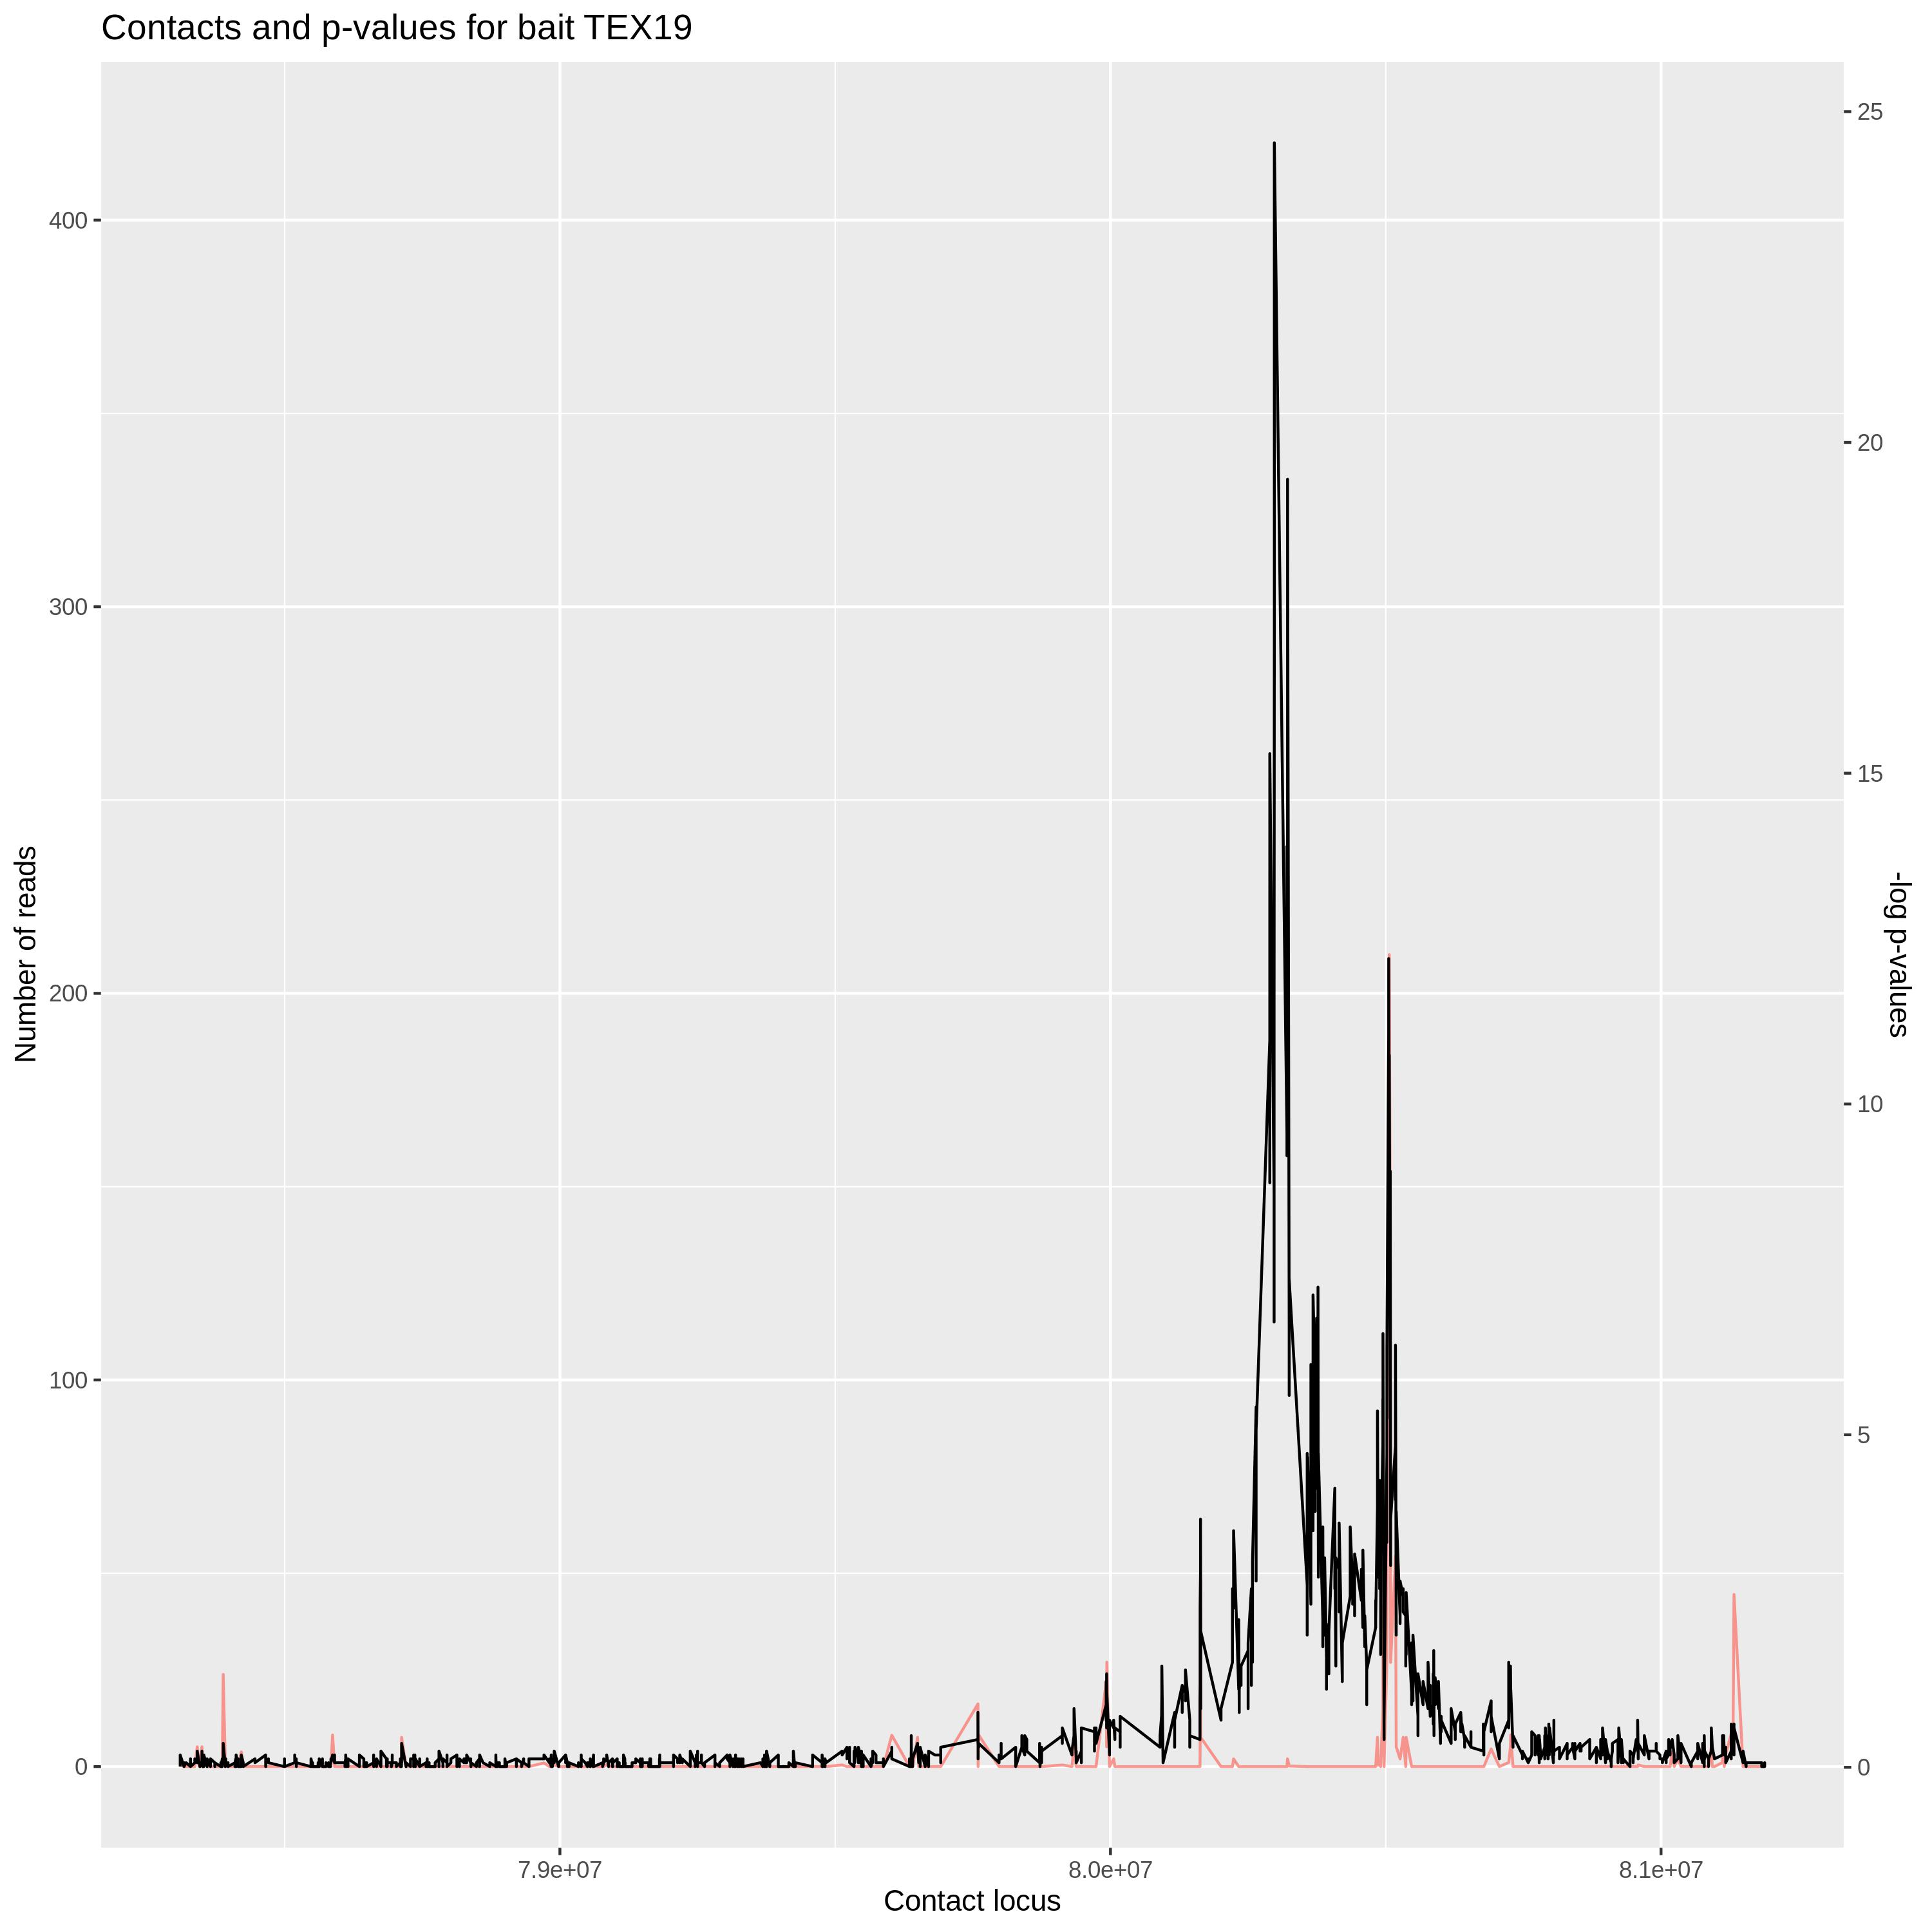 Contacts and p-values for bait TEX19
Number of reads
400
300
200
100
0
25
20
15
10
5
0
-log p-values
7.9e+07
8.0e+07
8.1e+07
Contact locus